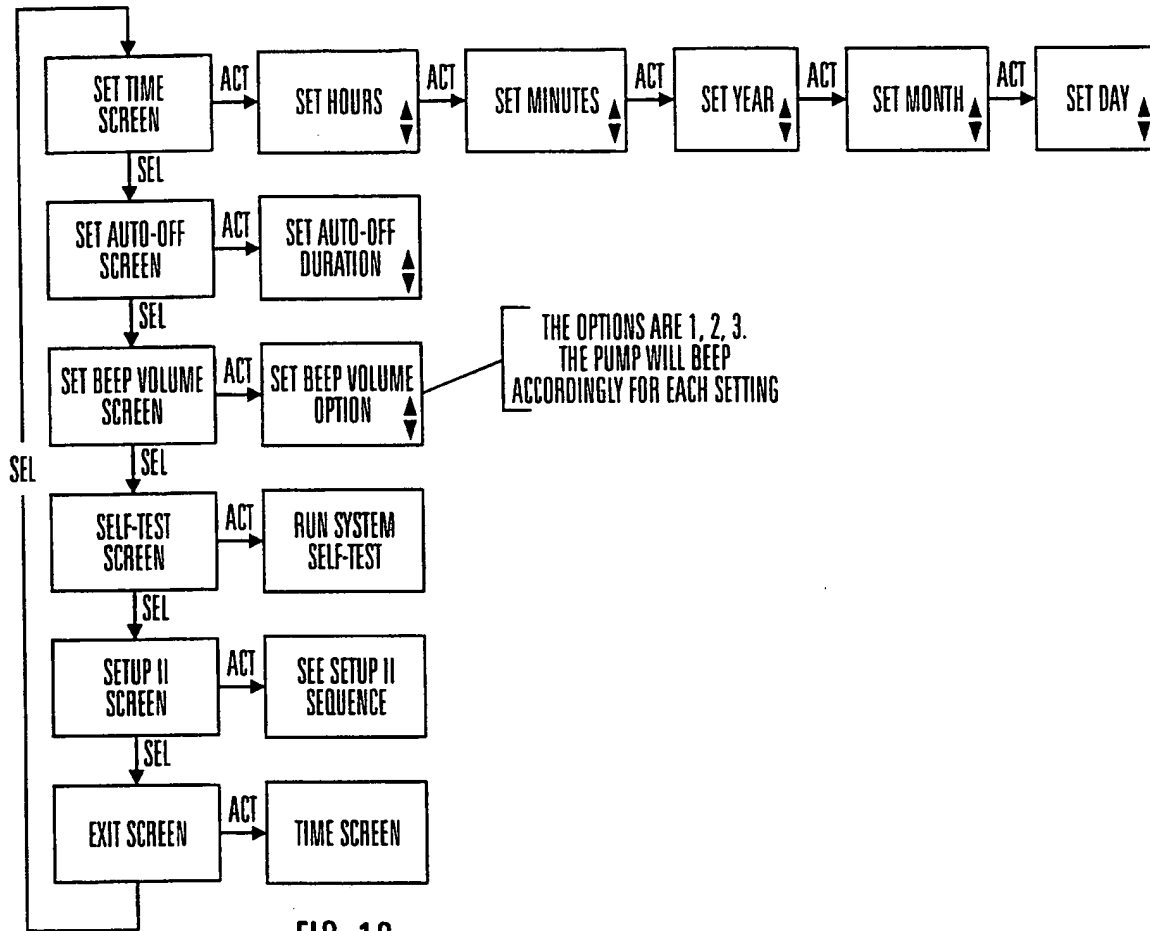 SET TIME
SCREEN
ACT
SET HOURS
ACT
SET MINUTES
ACT
SET YEAR
ACT
SET MONTH
ACT
SET DAY
SEL
SET AUTO-OFF
SCREEN
ACT
SET AUTO-OFF
DURATION
SEL
SET BEEP VOLUME
SCREEN
ACT
SET BEEP VOLUME
OPTION
THE OPTIONS ARE 1, 2, 3.
THE PUMP WILL BEEP
ACCORDINGLY FOR EACH SETTING
SEL
SEL
SELF-TEST
SCREEN
ACT
RUN SYSTEM
SELF-TEST
SEL
SETUP II
SCREEN
ACT
SEE SETUP II
SEQUENCE
SEL
EXIT SCREEN
ACT
TIME SCREEN